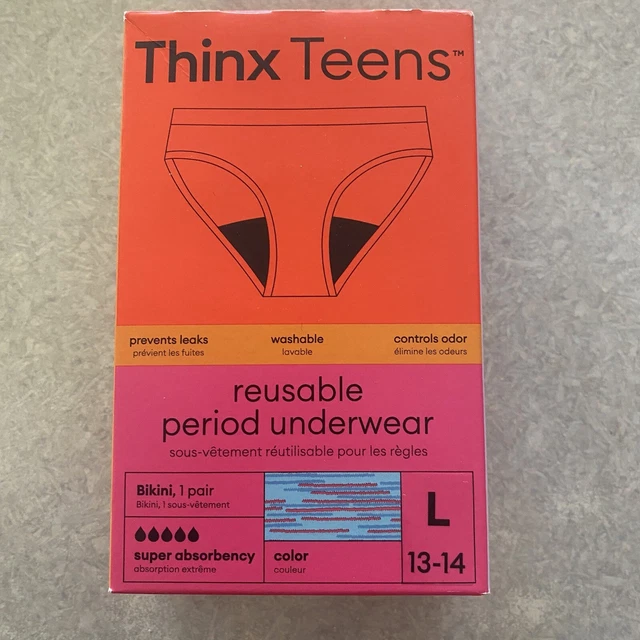 Thinx Teens™
prevents leaks
prévient les fuites
washable
lavable
controls odor
élimine les odeurs
reusable
period underwear
sous-vêtement réutilisable pour les règles
Bikini, 1 pair
Bikini, 1 sous-vêtement
super absorbency
absorption extrême
color
couleur
L
13-14